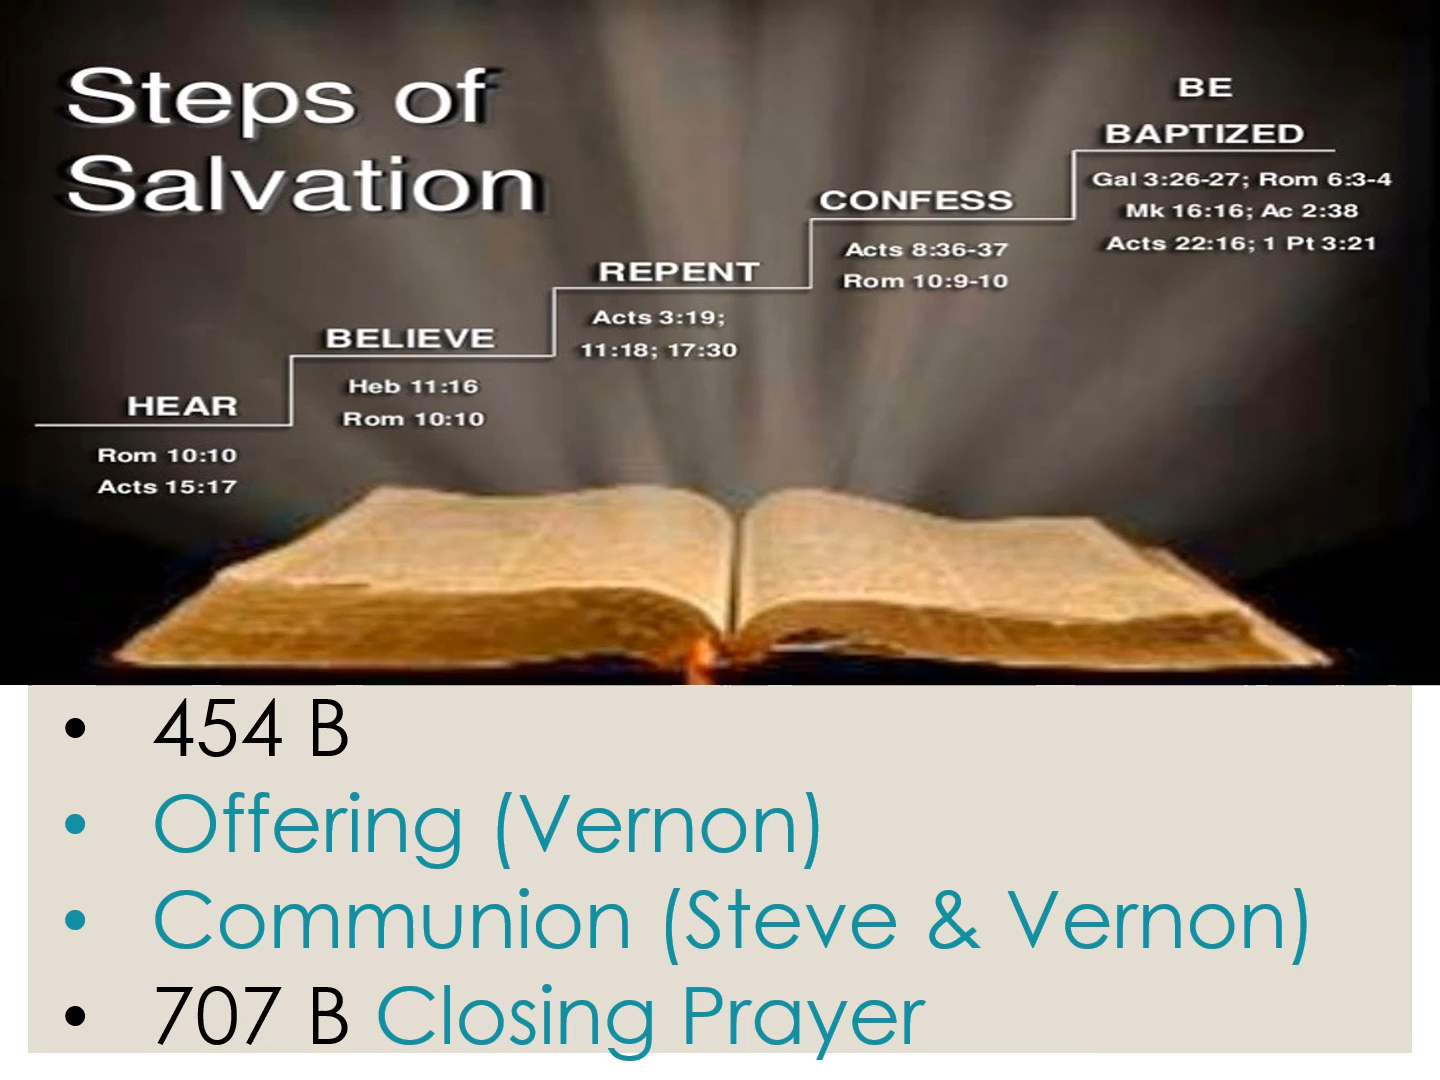 Steps of
Salvation
BE
BAPTIZED
Gal 3:26-27; Rom 6:3-4
Mk 16:16; Ac 2:38
Acts 22:16; 1 Pt 3:21
CONFESS
Acts 8:36-37
Rom 10:9-10
REPENT
Acts 3:19;
11:18; 17:30
BELIEVE
Heb 11:16
Rom 10:10
HEAR
Rom 10:10
Acts 15:17
• 454 B
• Offering (Vernon)
• Communion (Steve & Vernon)
• 707 B Closing Prayer